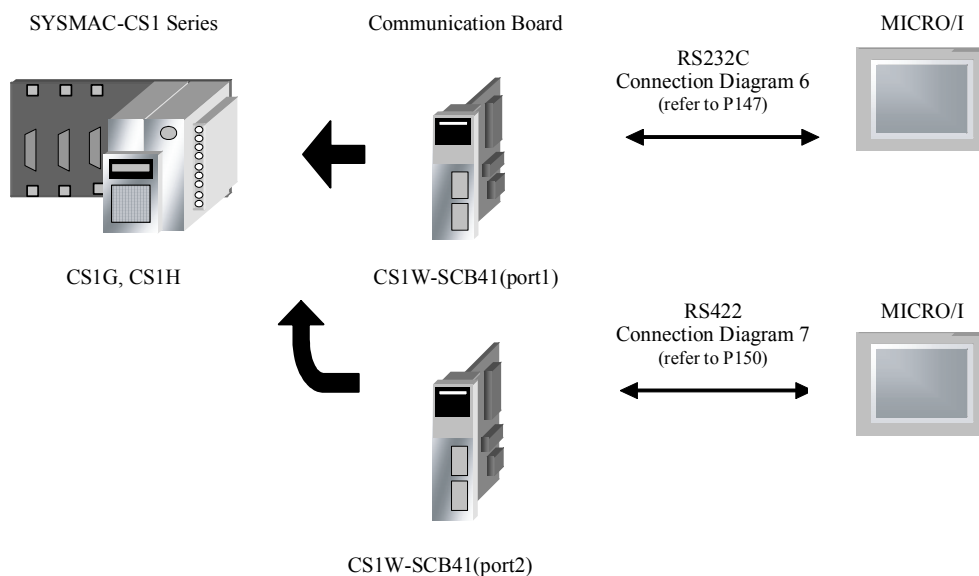 SYSMAC-CS1 Series
Communication Board
MICRO/I
RS232C
Connection Diagram 6
(refer to P147)
CS1G, CS1H
CS1W-SCB41(port1)
RS422
Connection Diagram 7
(refer to P150)
MICRO/I
CS1W-SCB41(port2)